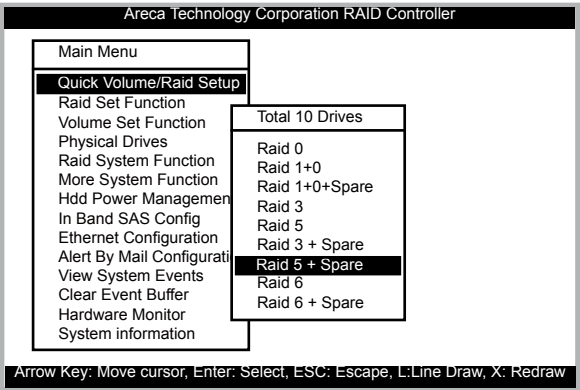 Areca Technology Corporation RAID Controller
Main Menu
Quick Volume/Raid Setup
Raid Set Function
Volume Set Function
Physical Drives
Raid System Function
More System Function
Hdd Power Managemen
In Band SAS Config
Ethernet Configuration
Alert By Mail Configurati
View System Events
Clear Event Buffer
Hardware Monitor
System information
Total 10 Drives
Raid 0
Raid 1+0
Raid 1+0+Spare
Raid 3
Raid 5
Raid 3 + Spare
Raid 5 + Spare
Raid 6
Raid 6 + Spare
Arrow Key: Move cursor, Enter: Select, ESC: Escape, L:Line Draw, X: Redraw